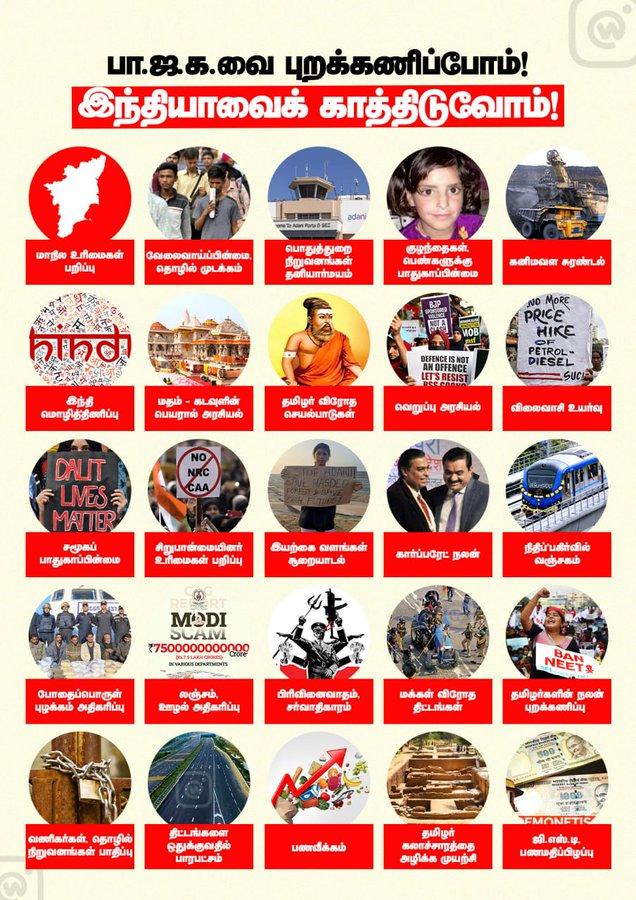 பா.ஜ.க.வை புறக்கணிப்போம்!
இந்தியாவைக் காத்திடுவோம்!
மாநில உரிமைகள்
பறிப்பு
வேலைவாய்ப்பின்மை,
தொழில் முடக்கம்
adani
பொதுத்துறை
நிறுவனங்கள்
தனியார்மயம்
குழந்தைகள்,
பெண்களுக்கு
பாதுகாப்பின்மை
கனிமவள சுரண்டல்
hindi
இந்தி
மொழித்திணிப்பு
மதம் - கடவுளின்
பெயரால் அரசியல்
தமிழர் விரோத
செயல்பாடுகள்
BJP
SPONSORED
VIOLENCE
NOT A
MOB
DEFENCE IS NOT
AN OFFENCE
LET'S RESIST
வெறுப்பு அரசியல்
NO MORE
PRICE
HIKE
OF
PETROL-
DIESEL
SUCI
விலைவாசி உயர்வு
DALIT
LIVES
MATTER
சமூகப்
பாதுகாப்பின்மை
NO
NRC
CAA
சிறுபான்மையினர்
உரிமைகள் பறிப்பு
STOP ADANI
SAVE HASDEO
இயற்கை வளங்கள்
சூறையாடல்
கார்ப்பரேட் நலன்
நிதிப்பகிர்வில்
வஞ்சகம்
போதைப்பொருள்
புழக்கம் அதிகரிப்பு
CAG
REPORT
MODI
SCAM
₹7500000000000
Crore
(Rs.7.5 LAKH CRORES)
IN VARIOUS DEPARTMENTS
லஞ்சம்,
ஊழல் அதிகரிப்பு
பிரிவினைவாதம்,
சர்வாதிகாரம்
மக்கள் விரோத
திட்டங்கள்
BAN
NEET
தமிழர்களின் நலன்
புறக்கணிப்பு
வணிகர்கள், தொழில்
நிறுவனங்கள் பாதிப்பு
திட்டங்களை
ஒதுக்குவதில்
பாரபட்சம்
பணவீக்கம்
தமிழர்
கலாச்சாரத்தை
அழிக்க முயற்சி
500
1000
ஜி.எஸ்.டி,
பணமதிப்பிழப்பு